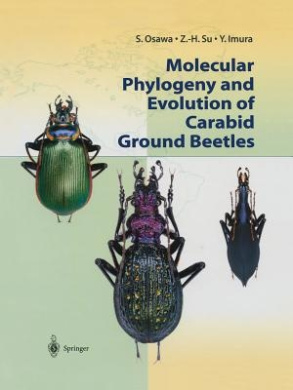 S. Osawa • Z.-H. Su • Y. Imura
Molecular
Phylogeny and
Evolution of
Carabid
Ground Beetles
Springer